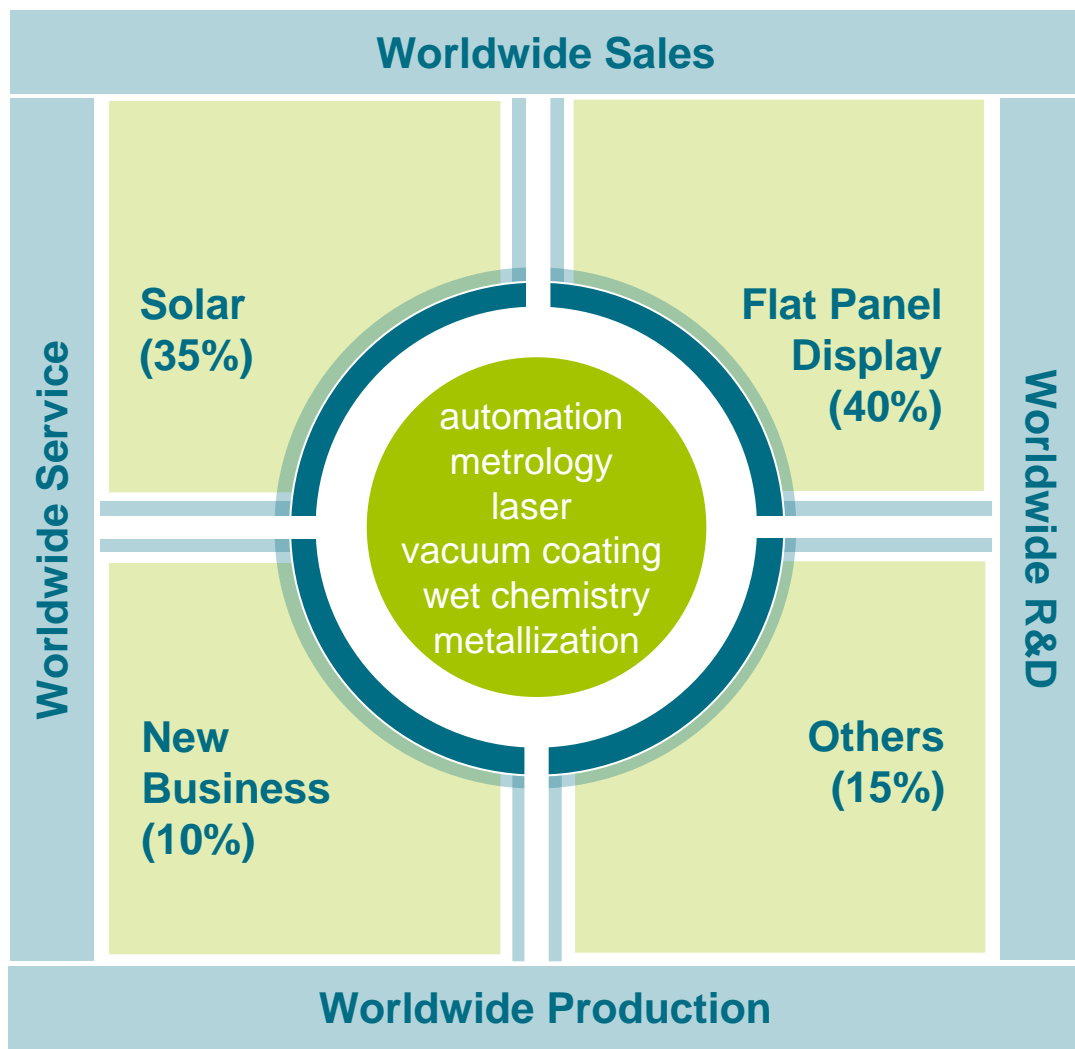 Worldwide Sales
Worldwide Service
Solar
(35%)
Flat Panel
Display
(40%)
automation
metrology
laser
vacuum coating
wet chemistry
metallization
Worldwide R&D
New
Business
(10%)
Others
(15%)
Worldwide Production